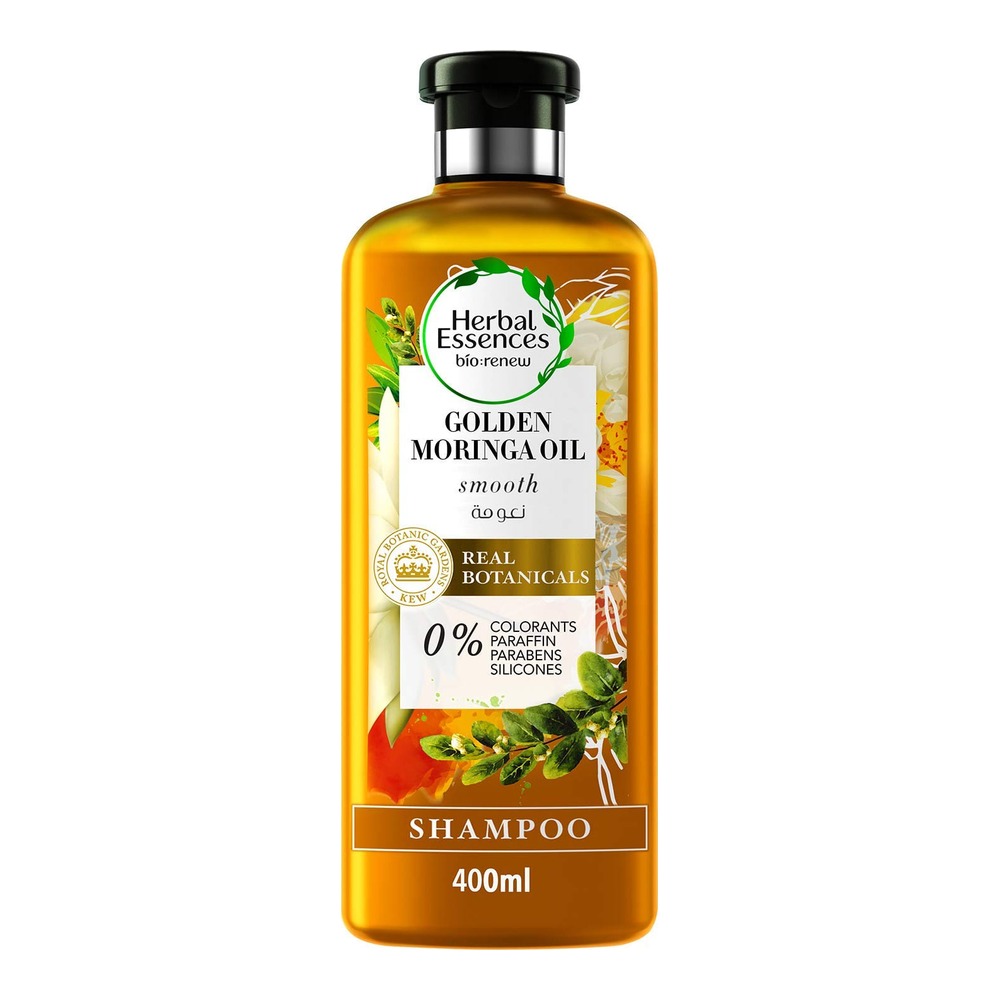 Herbal
Essences
bío:renew
GOLDEN
MORINGA OIL
smooth
نعومة
ROYAL BOTANIC GARDENS
• KEW •
REAL
BOTANICALS
0%
COLORANTS
PARAFFIN
PARABENS
SILICONES
SHAMPOO
400ml